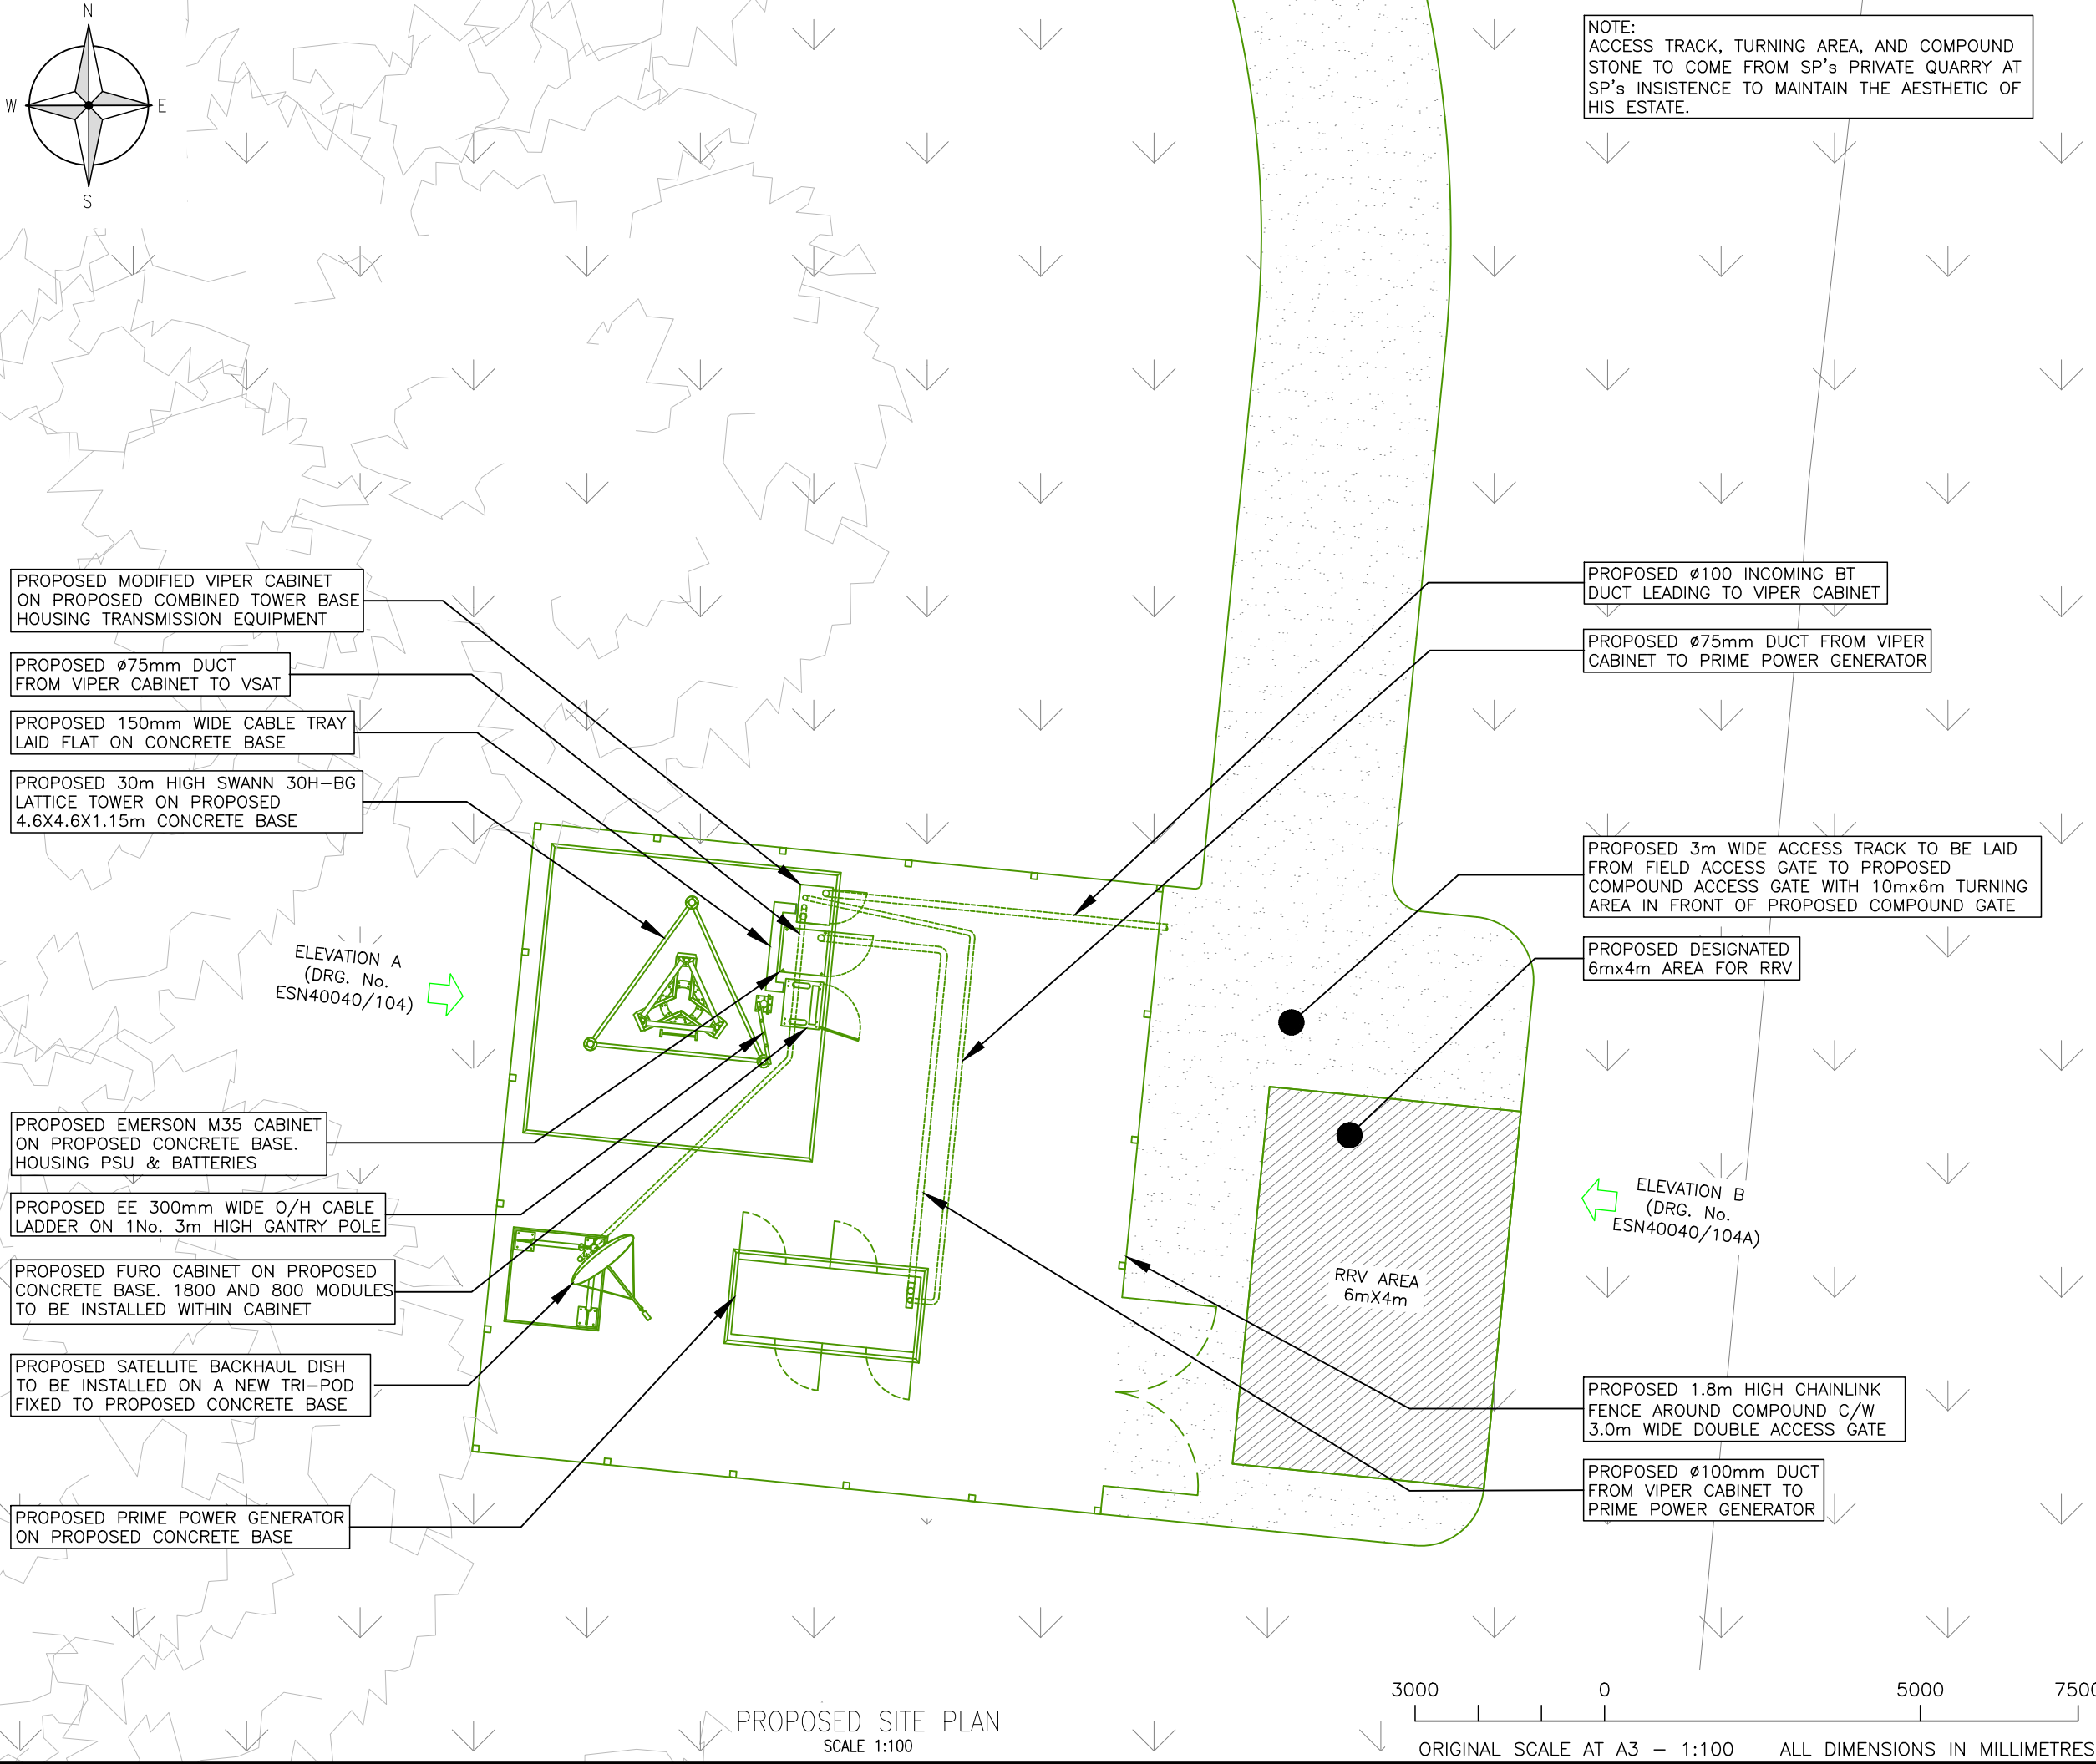 N
W
E
S
NOTE:
ACCESS TRACK, TURNING AREA, AND COMPOUND
STONE TO COME FROM SP's PRIVATE QUARRY AT
SP's INSISTENCE TO MAINTAIN THE AESTHETIC OF
HIS ESTATE.
PROPOSED MODIFIED VIPER CABINET
ON PROPOSED COMBINED TOWER BASE
HOUSING TRANSMISSION EQUIPMENT
PROPOSED ø75mm DUCT
FROM VIPER CABINET TO VSAT
PROPOSED 150mm WIDE CABLE TRAY
LAID FLAT ON CONCRETE BASE
PROPOSED 30m HIGH SWANN 30H-BG
LATTICE TOWER ON PROPOSED
4.6X4.6X1.15m CONCRETE BASE
ELEVATION A
(DRG. No.
ESN40040/104)
PROPOSED EMERSON M35 CABINET
ON PROPOSED CONCRETE BASE.
HOUSING PSU & BATTERIES
PROPOSED EE 300mm WIDE O/H CABLE
LADDER ON 1No. 3m HIGH GANTRY POLE
PROPOSED FURO CABINET ON PROPOSED
CONCRETE BASE. 1800 AND 800 MODULES
TO BE INSTALLED WITHIN CABINET
PROPOSED SATELLITE BACKHAUL DISH
TO BE INSTALLED ON A NEW TRI-POD
FIXED TO PROPOSED CONCRETE BASE
PROPOSED PRIME POWER GENERATOR
ON PROPOSED CONCRETE BASE
PROPOSED ø100 INCOMING BT
DUCT LEADING TO VIPER CABINET
PROPOSED ø75mm DUCT FROM VIPER
CABINET TO PRIME POWER GENERATOR
PROPOSED 3m WIDE ACCESS TRACK TO BE LAID
FROM FIELD ACCESS GATE TO PROPOSED
COMPOUND ACCESS GATE WITH 10mx6m TURNING
AREA IN FRONT OF PROPOSED COMPOUND GATE
PROPOSED DESIGNATED
6mx4m AREA FOR RRV
ELEVATION B
(DRG. No.
ESN40040/104A)
RRV AREA
6mX4m
PROPOSED 1.8m HIGH CHAINLINK
FENCE AROUND COMPOUND C/W
3.0m WIDE DOUBLE ACCESS GATE
PROPOSED ø100mm DUCT
FROM VIPER CABINET TO
PRIME POWER GENERATOR
PROPOSED SITE PLAN
SCALE 1:100
3000 0 5000 7500
ORIGINAL SCALE AT A3 - 1:100 ALL DIMENSIONS IN MILLIMETRES